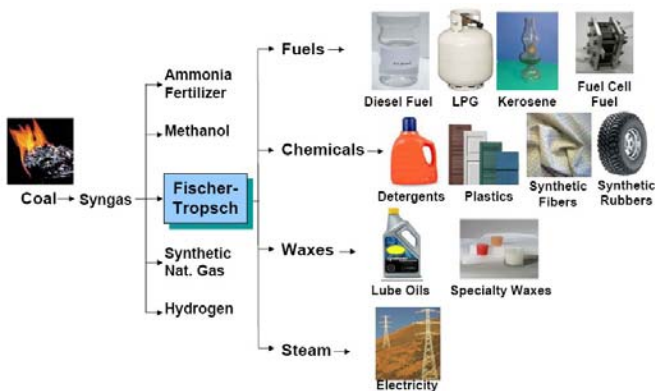 Coal
Syngas
Ammonia
Fertilizer
Methanol
Fischer-
Tropsch
Synthetic
Nat. Gas
Hydrogen
Fuels
Diesel Fuel
LPG
Kerosene
Fuel Cell
Fuel
Chemicals
Detergents
Plastics
Synthetic
Fibers
Synthetic
Rubbers
Waxes
Lube Oils
Specialty Waxes
Steam
Electricity